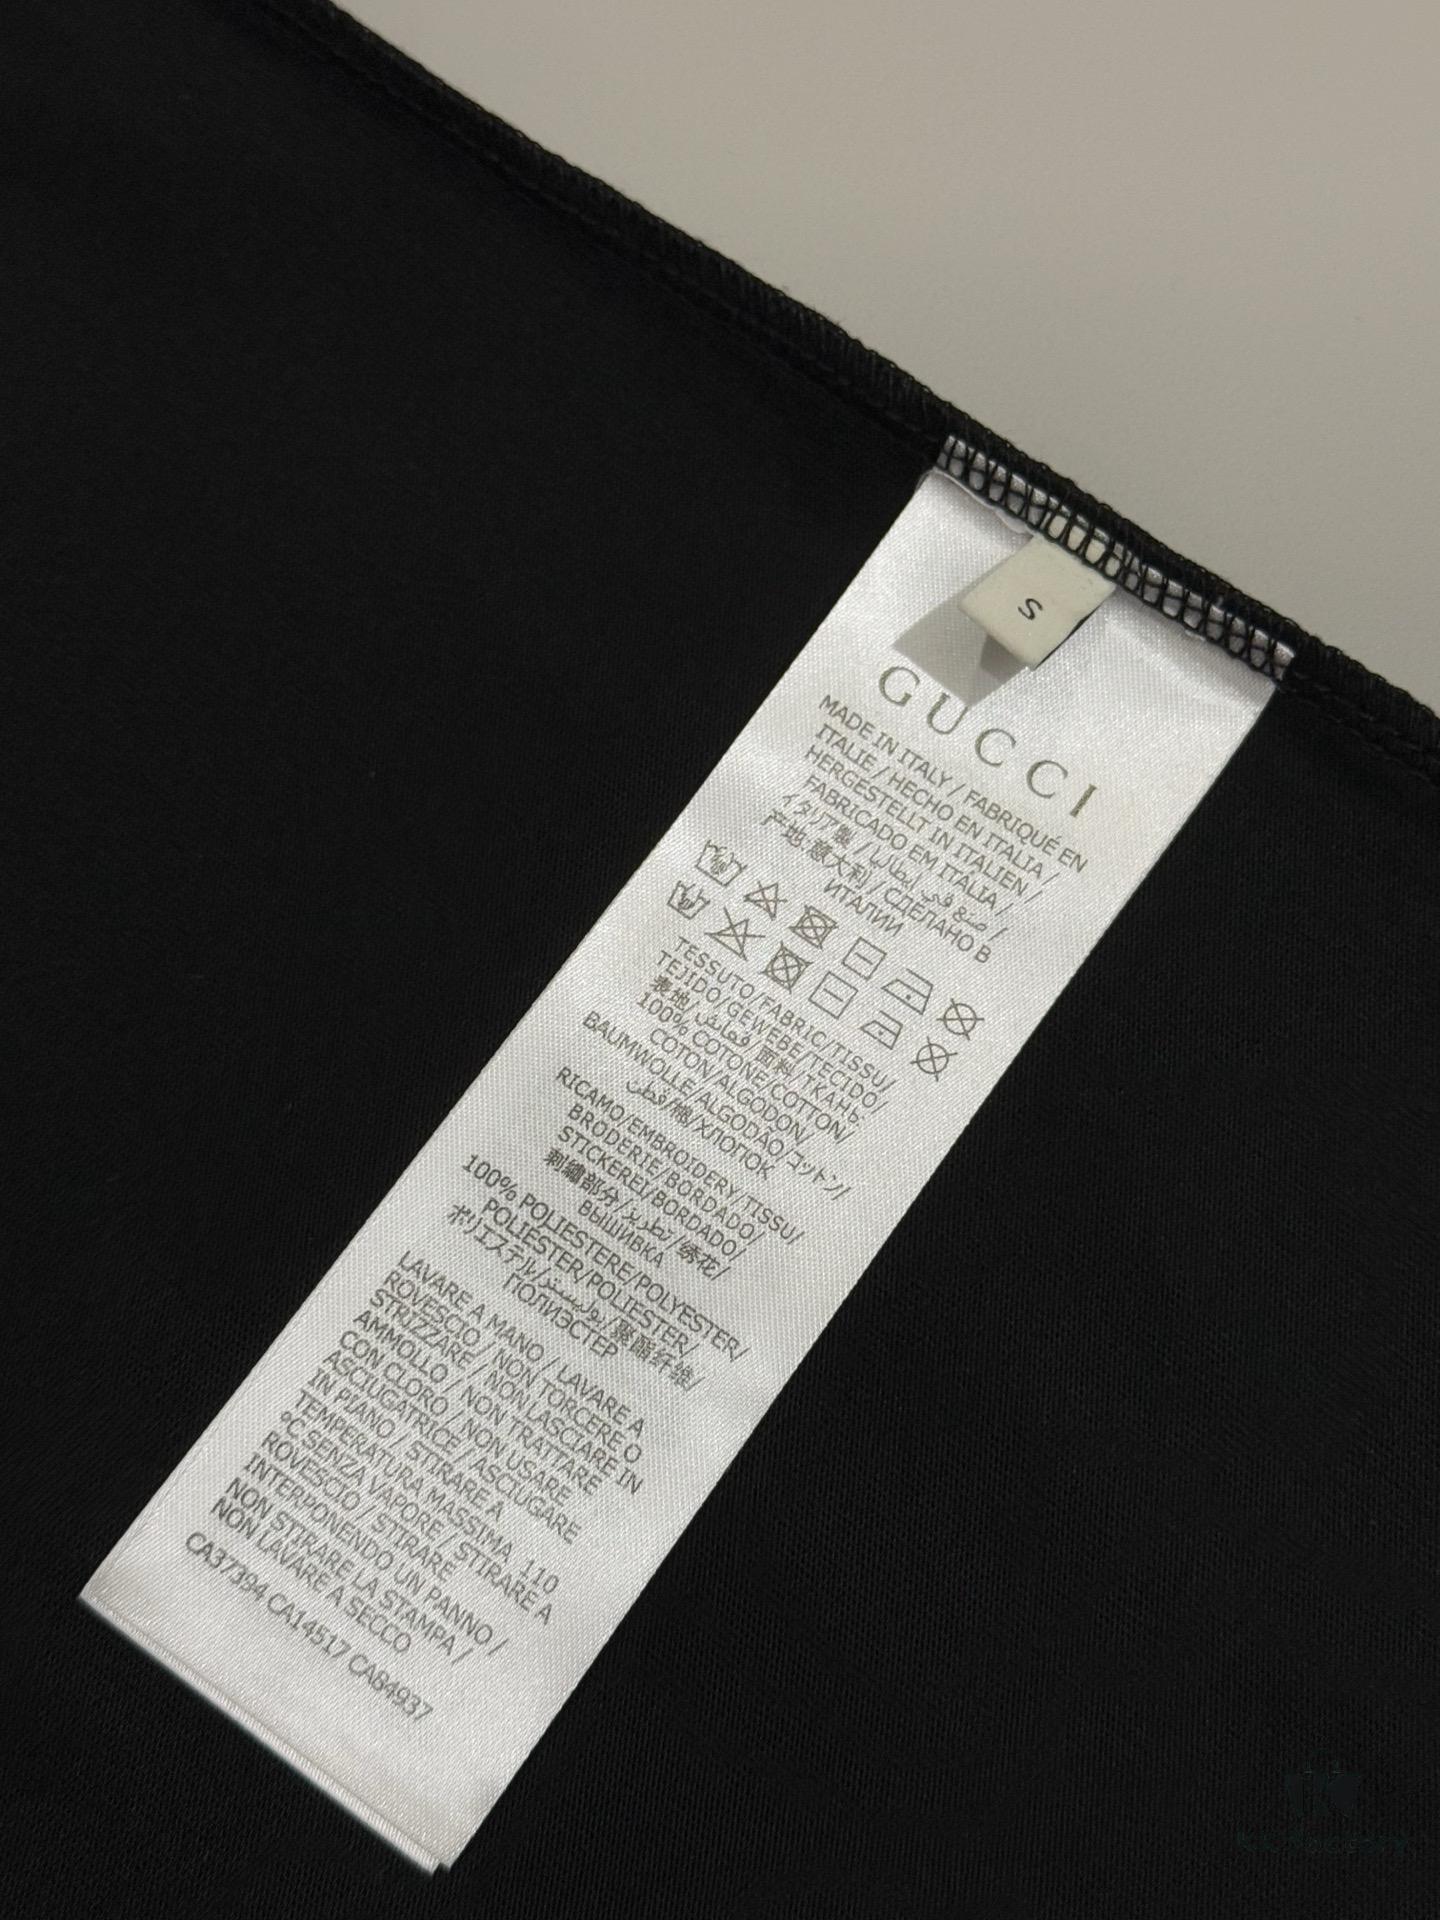 S
GUCCI
MADE IN ITALY / FABRIQUÉ EN
ITALIE / HECHO EN ITALIA /
HERGESTELLT IN ITALIEN /
FABRICADO EM ITÁLIA /
イタリア製 / صنع في إيطاليا /
产地 意大利 / СДЕЛАНО В
ИТАЛИИ
TESSUTO/FABRIC/TISSU/
TEJIDO/GEWEBE/TECIDO/
表地/ قماش/面料/ТКАНЬ:
100% COTONE/COTTON/
COTON/ALGODON/
BAUMWOLLE/ALGODÃO/コットン/
قطن/棉/ХЛОПОК
RICAMO/EMBROIDERY/TISSU/
BRODERIE/BORDADO/
STICKEREI/BORDADO/
刺繍部分/تطريز/绣花/
ВЫШИВКА
100% POLIESTERE/POLYESTER/
POLIESTER/POLIESTER/
ポリエステル/بوليستر/聚酯纤维/
ПОЛИЭСТЕР
LAVARE A MANO / LAVARE A
ROVESCIO / NON TORCERE O
STRIZZARE / NON LASCIARE IN
AMMOLLO / NON TRATTARE
CON CLORO / NON USARE
ASCIUGATRICE / ASCIUGARE
IN PIANO / STIRARE A
TEMPERATURA MASSIMA 110
°C SENZA VAPORE / STIRARE A
ROVESCIO / STIRARE
INTERPONENDO UN PANNO /
NON STIRARE LA STAMPA /
NON LAVARE A SECCO
CA37394 CA14517 CA84937